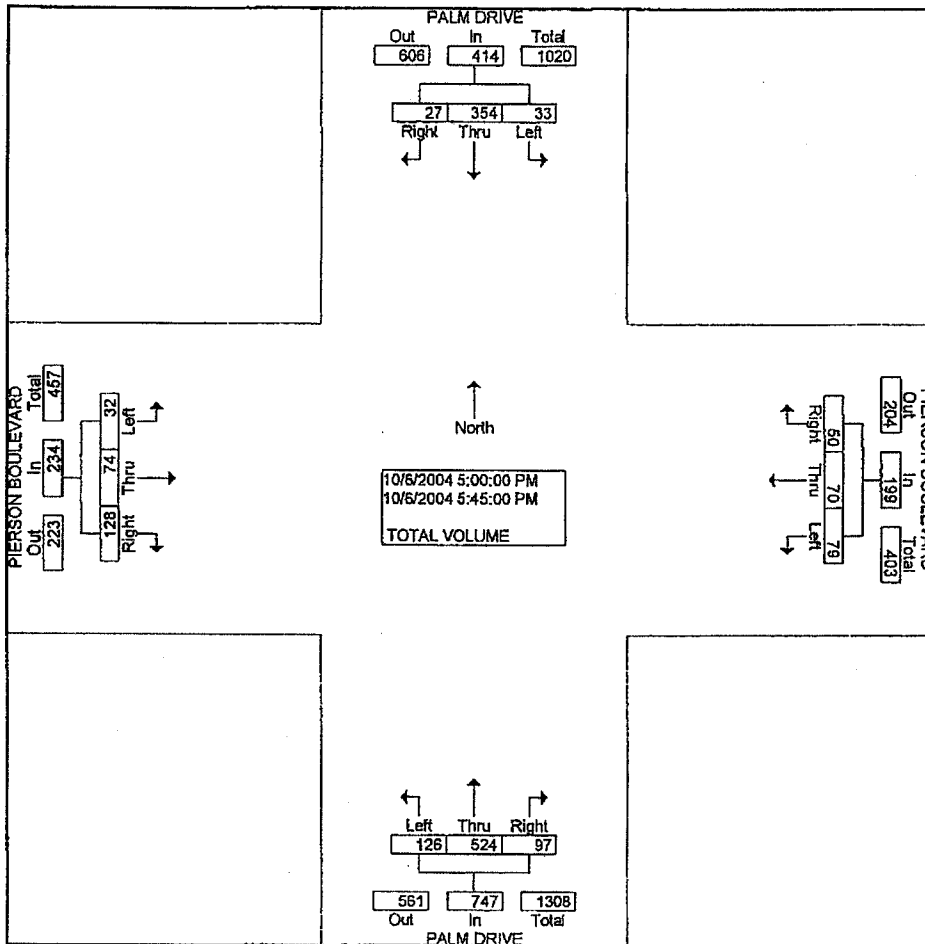 PALM DRIVE
Out In Total
606 414 1020
27 354 33
Right Thru Left
PIERSON BOULEVARD
Total In Out
457 234 223
32 74 128
Left Thru Right
North
10/6/2004 5:00:00 PM
10/6/2004 5:45:00 PM
TOTAL VOLUME
Right Thru Left
50 70 79
204 199 403
Out In Total
Left Thru Right
126 524 97
561 747 1308
Out In Total
PALM DRIVE